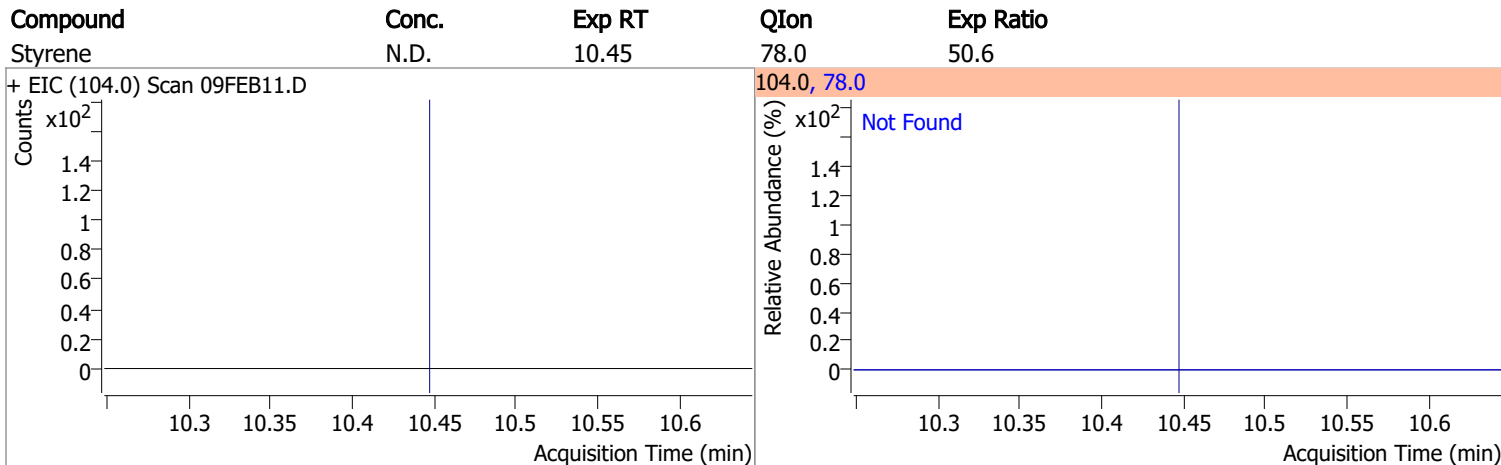 Compound Conc. Exp RT QIon Exp Ratio
Styrene N.D. 10.45 78.0 50.6
+ EIC (104.0) Scan 09FEB11.D
Counts
x10²
1.4
1.2
1
0.8
0.6
0.4
0.2
0
10.3 10.35 10.4 10.45 10.5 10.55 10.6
Acquisition Time (min)
104.0, 78.0
Relative Abundance (%)
x10²
Not Found
1.4
1.2
1
0.8
0.6
0.4
0.2
0
10.3 10.35 10.4 10.45 10.5 10.55 10.6
Acquisition Time (min)